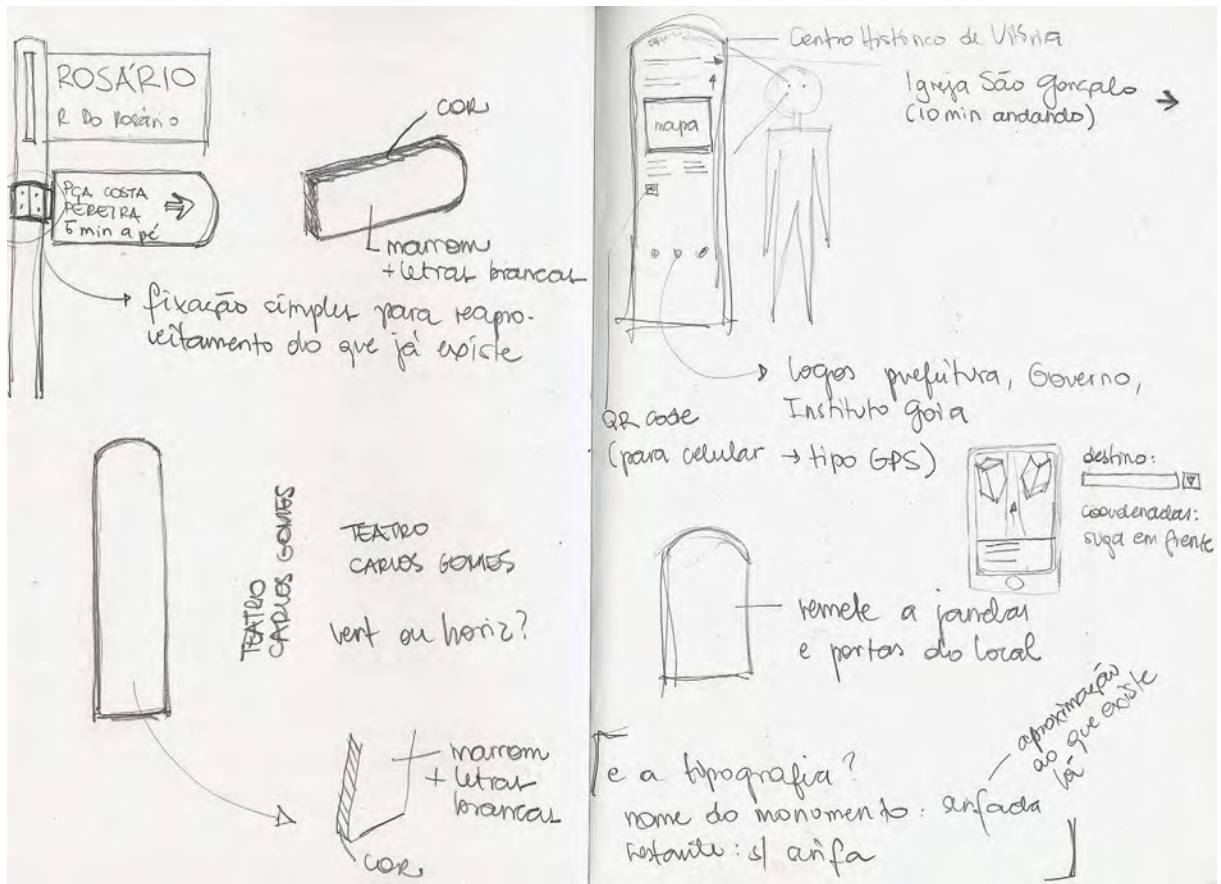 ROSÁRIO
R Do Rosário
PÇA COSTA
PEREIRA
5 min a pé
COR
marrom
+ letras brancas
fixação simples para reapro-
veitamento do que já existe
TEATRO
CARLOS GOMES
TEATRO
CARLOS GOMES
vert ou horiz?
marrom
+ letras
brancas
COR
Centro Histórico de Vitória
Igreja São Gonçalo
(10 min andando)
mapa
logos prefeitura, Governo,
Instituto Goia
QR code
(para celular → tipo GPS)
destino:
coordenadas:
siga em frente
remete a janelas
e portas do local
e a tipografia?
nome do monumento: serifada
restante: s/ serifa
aproximação
ao que existe
lá